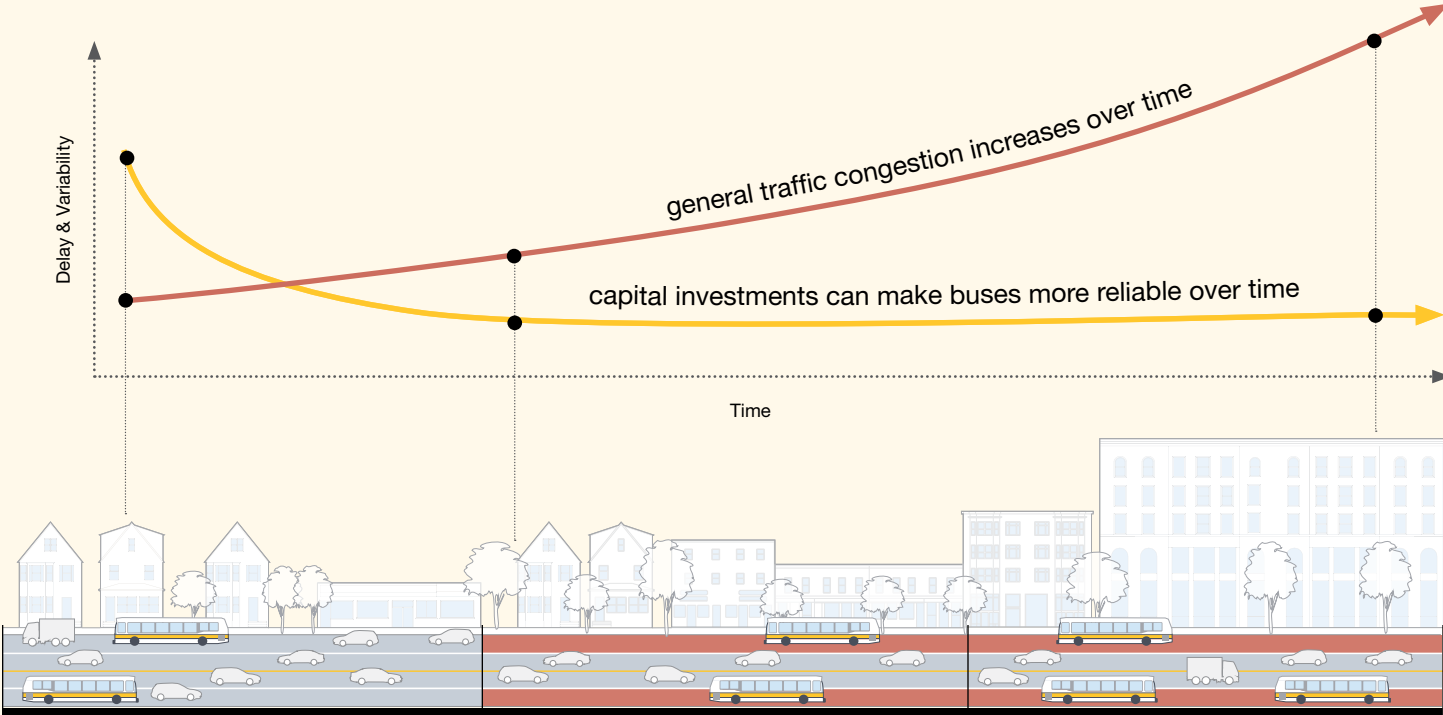 general traffic congestion increases over time
Delay & Variability
capital investments can make buses more reliable over time
Time